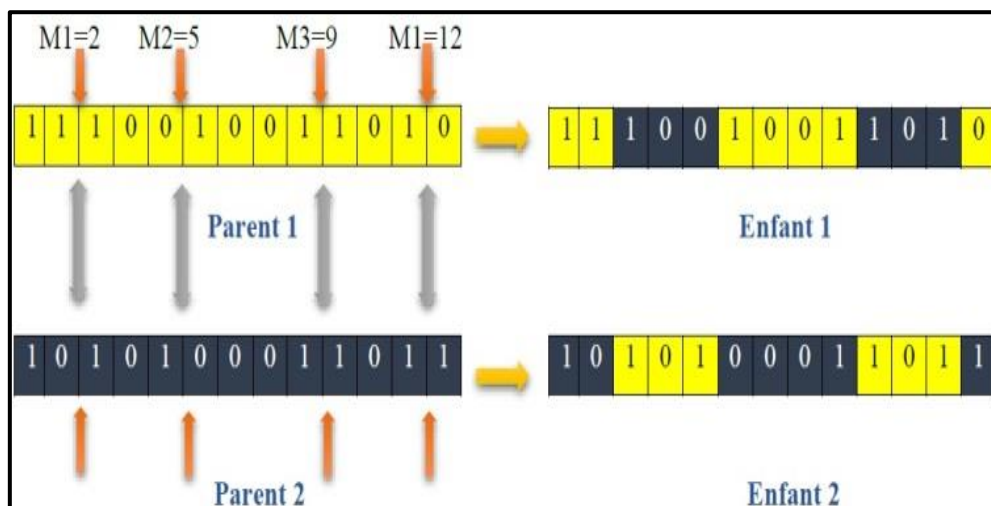 M1=2 M2=5 M3=9 M1=12
1 1 1 0 0 1 0 0 1 1 0 1 0
1 1 1 0 0 1 0 0 1 1 0 1 0
Parent 1
Enfant 1
1 0 1 0 1 0 0 0 1 1 0 1 1
1 0 1 0 1 0 0 0 1 1 0 1 1
Parent 2
Enfant 2